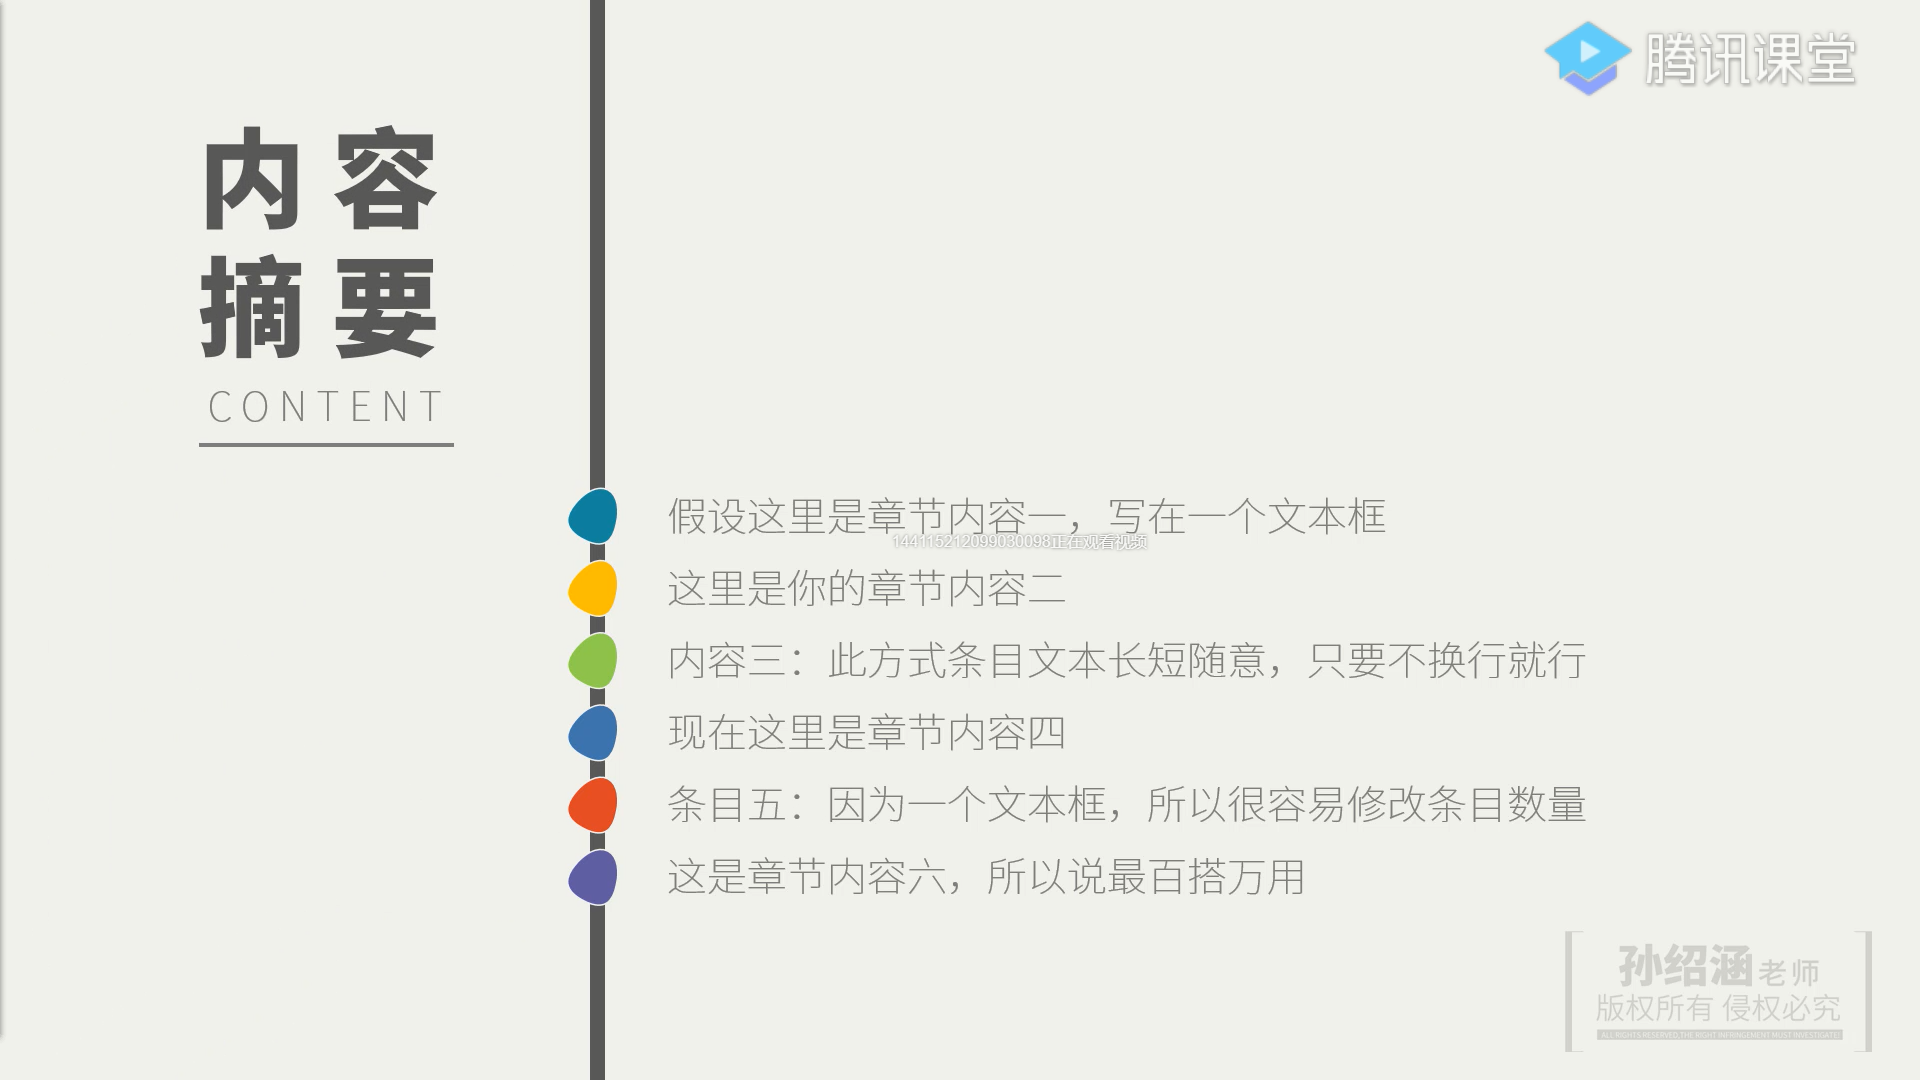 腾讯课堂
内容
摘要
CONTENT
假设这里是章节内容一，写在一个文本框
144115212099030098正在观看视频
这里是你的章节内容二
内容三：此方式条目文本长短随意，只要不换行就行
现在这里是章节内容四
条目五：因为一个文本框，所以很容易修改条目数量
这是章节内容六，所以说最百搭万用
孙绍涵老师
版权所有 侵权必究
ALL RIGHTS RESERVED,THE RIGHT INFRINGEMENT MUST INVESTIGATE!